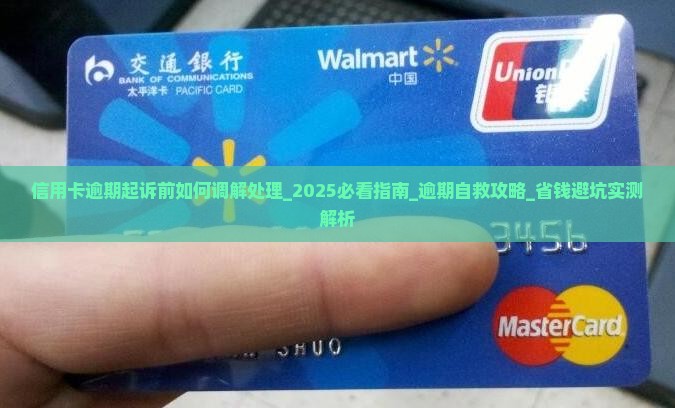 交通銀行
BANK OF COMMUNICATIONS
太平洋卡 PACIFIC CARD
Walmart
中国
Union
银
信用卡逾期起诉前如何调解处理_2025必看指南_逾期自救攻略_省钱避坑实测
解析
3456
SHUO
MasterCard